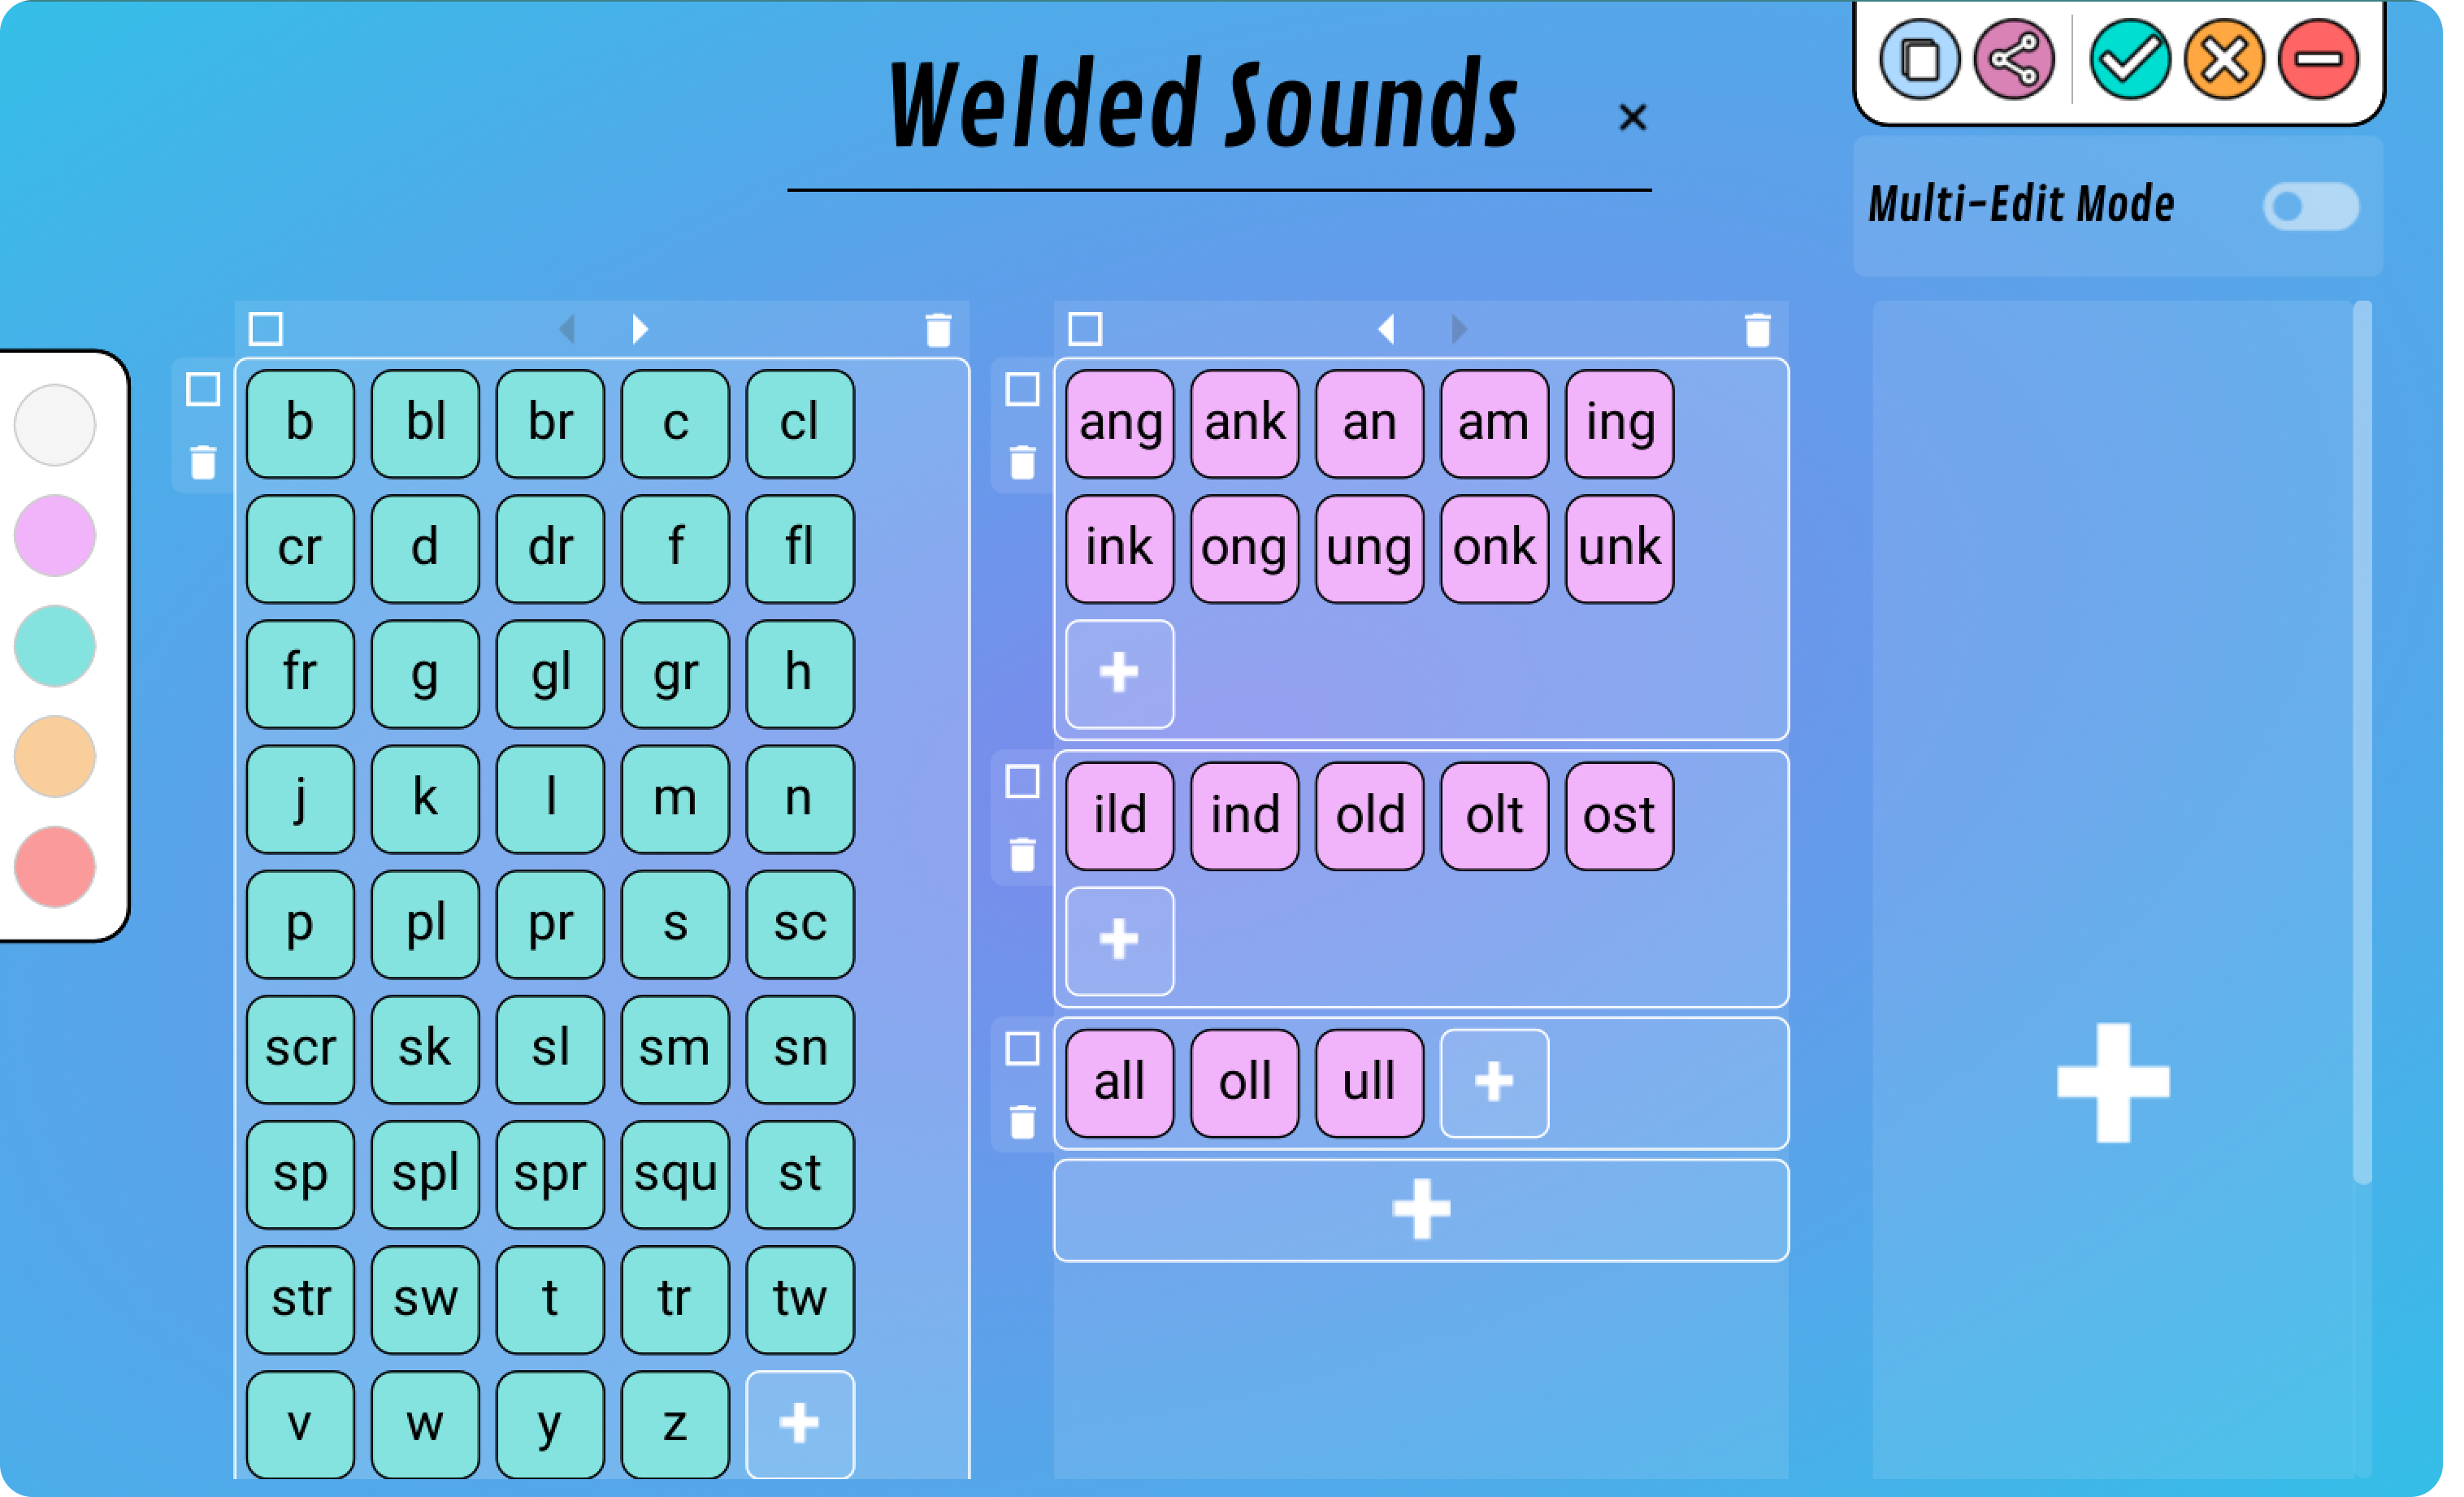 Welded Sounds
Multi-Edit Mode
b bl br c cl
cr d dr f fl
fr g gl gr h
j k l m n
p pl pr s sc
scr sk sl sm sn
sp spl spr squ st
str sw t tr tw
v w y z
ang ank an am ing
ink ong ung onk unk
ild ind old olt ost
all oll ull